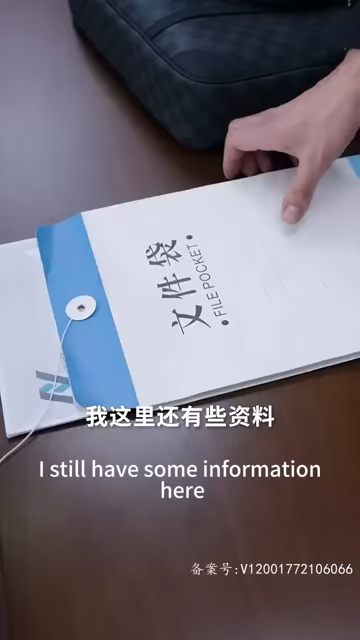 文件袋
•FILE POCKET•
我这里还有些资料
I still have some information
here
备案号:V12001772106066